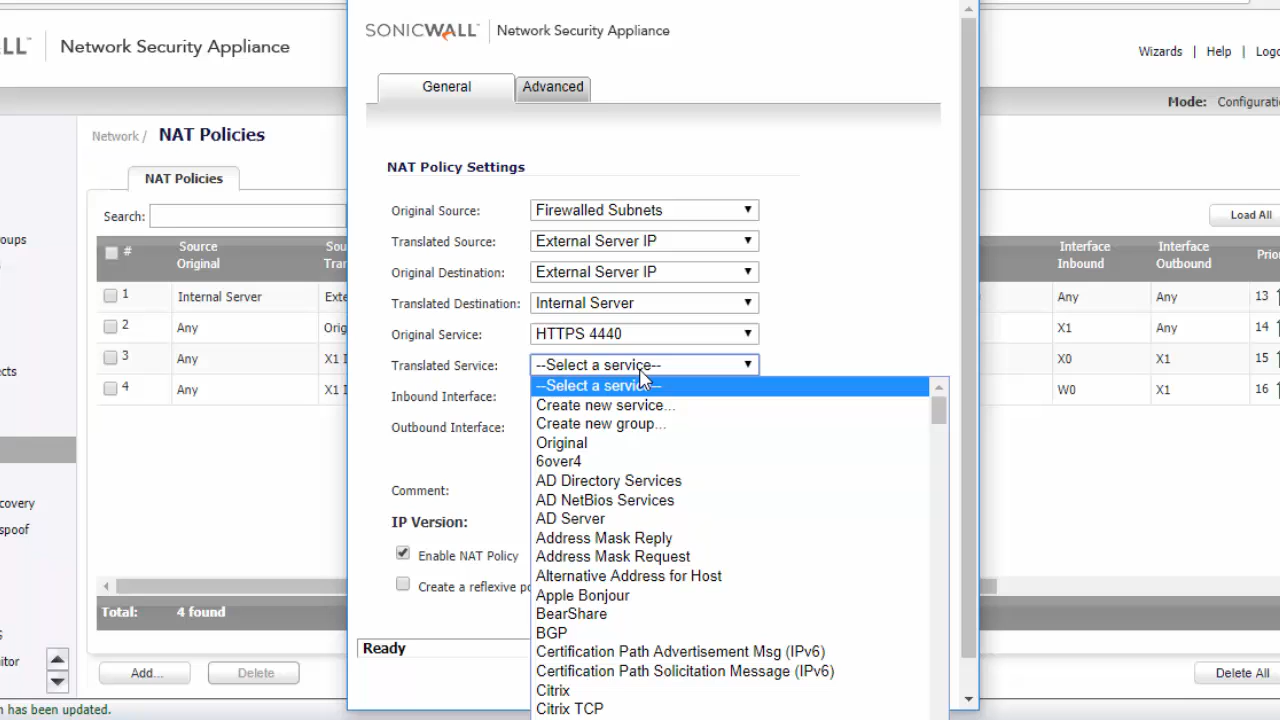 SONICWALL Network Security Appliance
LL Network Security Appliance
Wizards | Help | Logo
General Advanced
Mode: Configurati
Network / NAT Policies
NAT Policy Settings
NAT Policies
Original Source: Firewalled Subnets
Search: Load All
Translated Source: External Server IP
oups
# Source Original Sou Trar Interface Inbound Interface Outbound Prio
Original Destination: External Server IP
1 Internal Server Exte Any Any 13
Translated Destination: Internal Server
2 Any Orig X1 Any 14
Original Service: HTTPS 4440
3 Any X1 I X0 X1 15
Translated Service: --Select a service--
ects
4 Any X1 I W0 X1 16
--Select a servi --
Inbound Interface:
Create new service...
Outbound Interface:
Create new group...
Original
6over4
AD Directory Services
Comment:
AD NetBios Services
covery
IP Version:
AD Server
spoof
Address Mask Reply
Enable NAT Policy
Address Mask Request
Alternative Address for Host
Create a reflexive po
Apple Bonjour
Total: 4 found
BearShare
BGP
S
Ready
Certification Path Advertisement Msg (IPv6)
itor
Certification Path Solicitation Message (IPv6)
Add... Delete Delete All
Citrix
Citrix TCP
n has been updated.